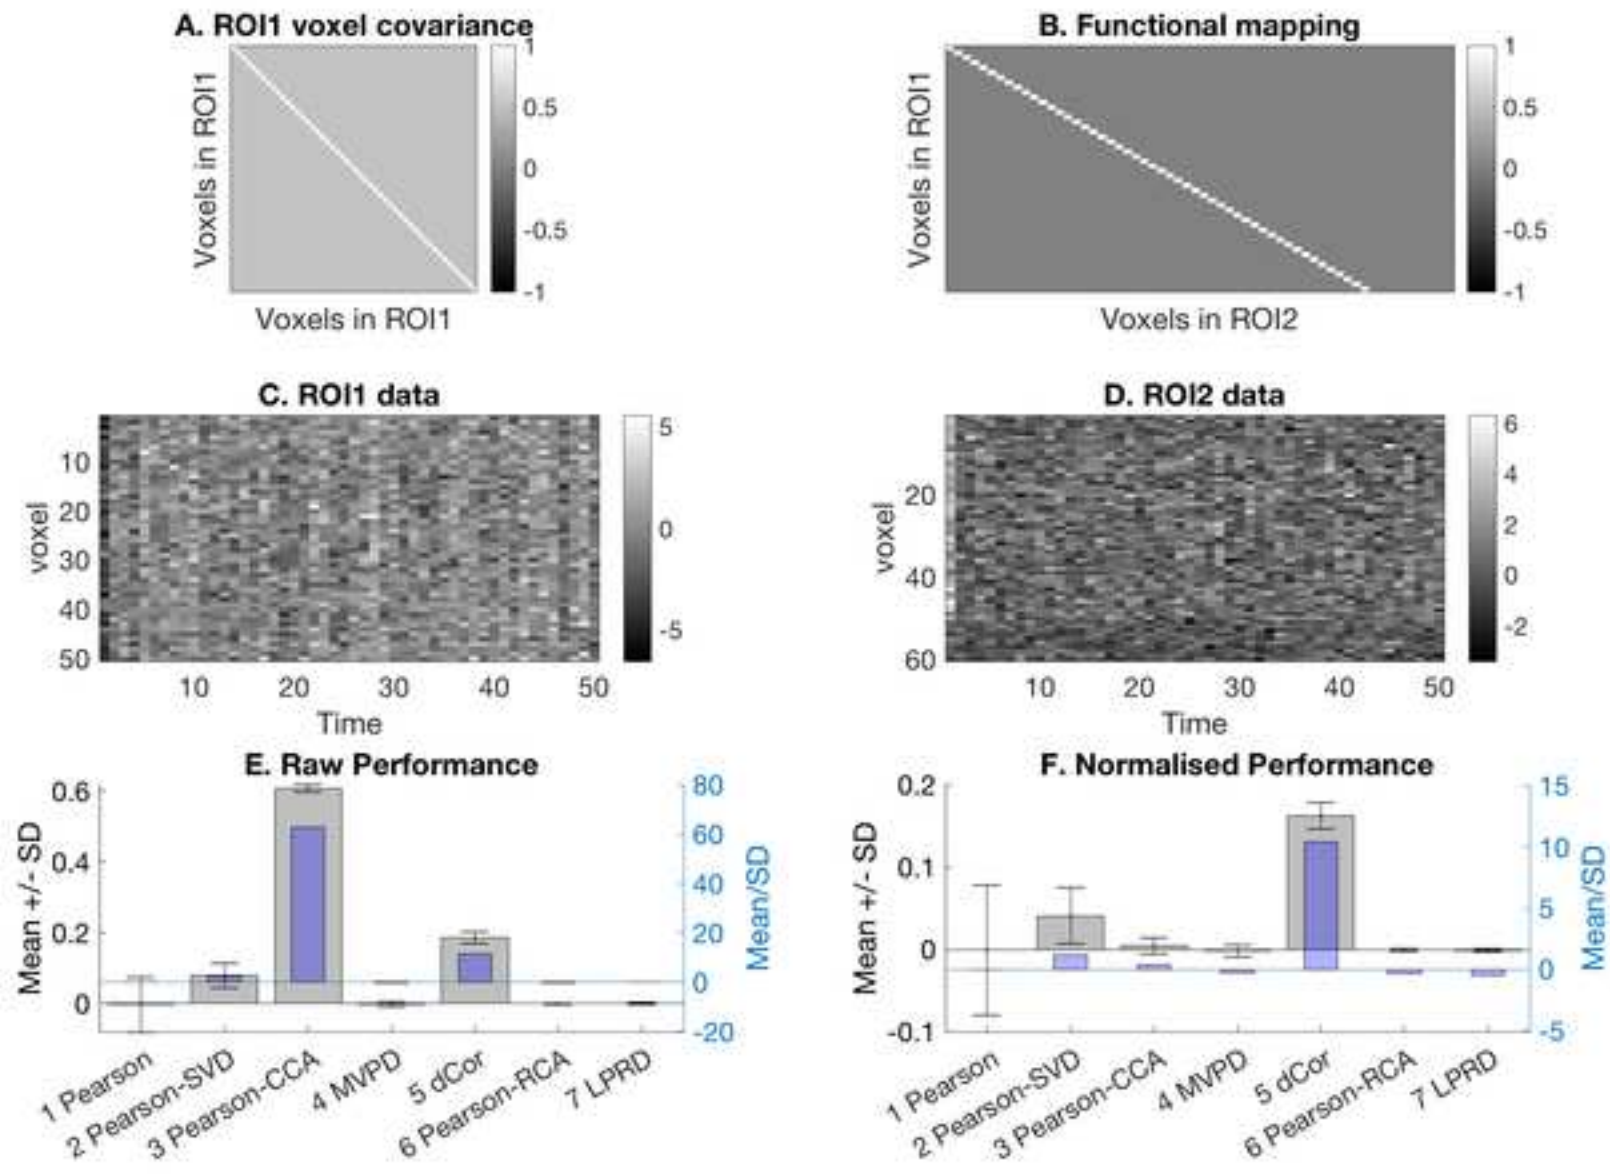 A. ROI1 voxel covariance
Voxels in ROI1
1
0.5
0
-0.5
-1
Voxels in ROI1
B. Functional mapping
Voxels in ROI1
1
0.5
0
-0.5
-1
Voxels in ROI2
C. ROI1 data
voxel
10
20
30
40
50
5
0
-5
10 20 30 40 50
Time
D. ROI2 data
voxel
20
40
60
6
4
2
0
-2
10 20 30 40 50
Time
E. Raw Performance
Mean +/- SD
0.6
0.4
0.2
0
80
60
40
20
0
-20
Mean/SD
1 Pearson
2 Pearson-SVD
3 Pearson-CCA
4 MVPD
5 dCor
6 Pearson-RCA
7 LPRD
F. Normalised Performance
Mean +/- SD
0.2
0.1
0
-0.1
15
10
5
0
-5
Mean/SD
1 Pearson
2 Pearson-SVD
3 Pearson-CCA
4 MVPD
5 dCor
6 Pearson-RCA
7 LPRD